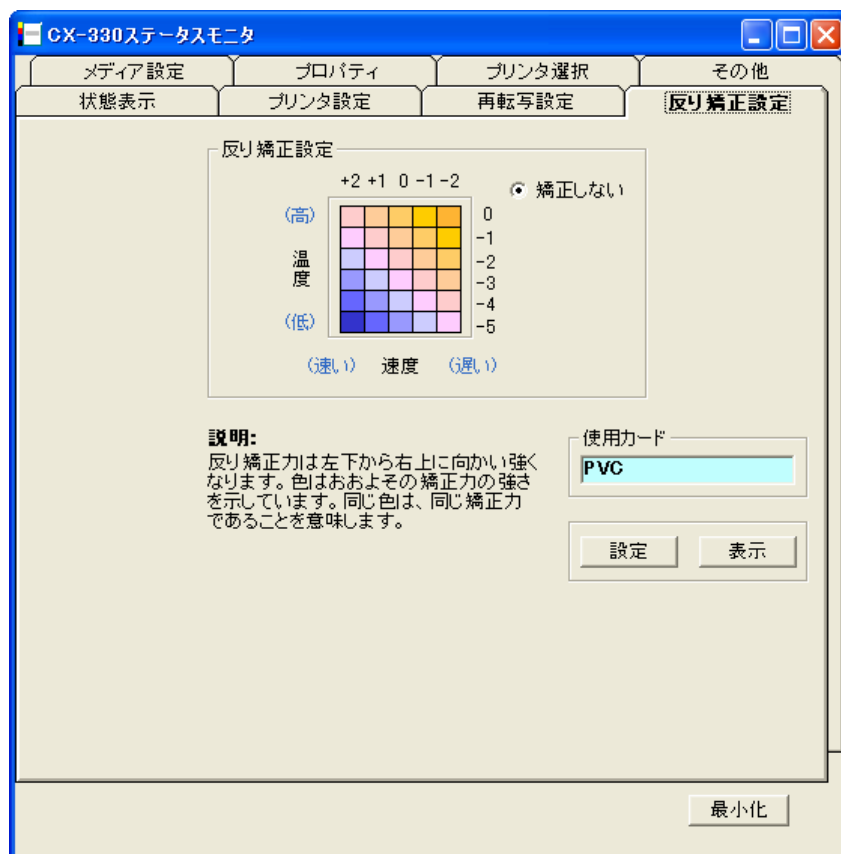 CX-330ステータスモニタ
メディア設定 プロパティ プリンタ選択 その他
状態表示 プリンタ設定 再転写設定 反り矯正設定
反り矯正設定
+2 +1 0 -1 -2
矯正しない
(高)
0
-1
温度
-2
-3
-4
(低)
-5
(速い) 速度 (遅い)
説明:
反り矯正力は左下から右上に向かい強く
なります。色はおおよその矯正力の強さ
を示しています。同じ色は、同じ矯正力
であることを意味します。
使用カード
PVC
設定 表示
最小化